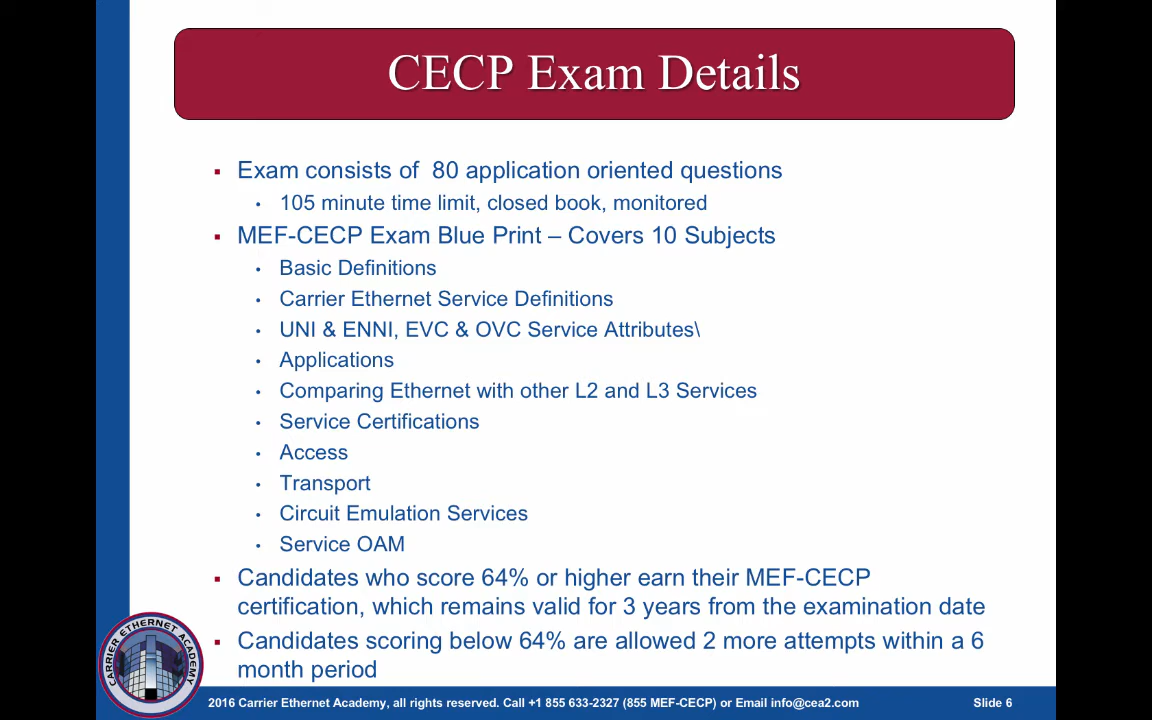 CECP Exam Details
▪ Exam consists of  80 application oriented questions
• 105 minute time limit, closed book, monitored
▪ MEF-CECP Exam Blue Print – Covers 10 Subjects
• Basic Definitions
• Carrier Ethernet Service Definitions
• UNI & ENNI, EVC & OVC Service Attributes\
• Applications
• Comparing Ethernet with other L2 and L3 Services
• Service Certifications
• Access
• Transport
• Circuit Emulation Services
• Service OAM
▪ Candidates who score 64% or higher earn their MEF-CECP
certification, which remains valid for 3 years from the examination date
▪ Candidates scoring below 64% are allowed 2 more attempts within a 6
month period
CARRIER ETHERNET ACADEMY
2016 Carrier Ethernet Academy, all rights reserved. Call +1 855 633-2327 (855 MEF-CECP) or Email info@cea2.com
Slide 6